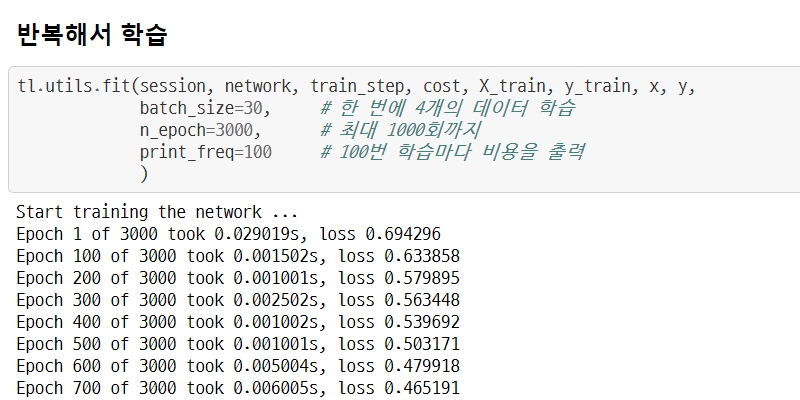 반복해서 학습
tl.utils.fit(session, network, train_step, cost, X_train, y_train, x, y,
batch_size=30, # 한 번에 4개의 데이터 학습
n_epoch=3000, # 최대 1000회까지
print_freq=100 # 100번 학습마다 비용을 출력
)
Start training the network ...
Epoch 1 of 3000 took 0.029019s, loss 0.694296
Epoch 100 of 3000 took 0.001502s, loss 0.633858
Epoch 200 of 3000 took 0.001001s, loss 0.579895
Epoch 300 of 3000 took 0.002502s, loss 0.563448
Epoch 400 of 3000 took 0.001002s, loss 0.539692
Epoch 500 of 3000 took 0.001001s, loss 0.503171
Epoch 600 of 3000 took 0.005004s, loss 0.479918
Epoch 700 of 3000 took 0.006005s, loss 0.465191